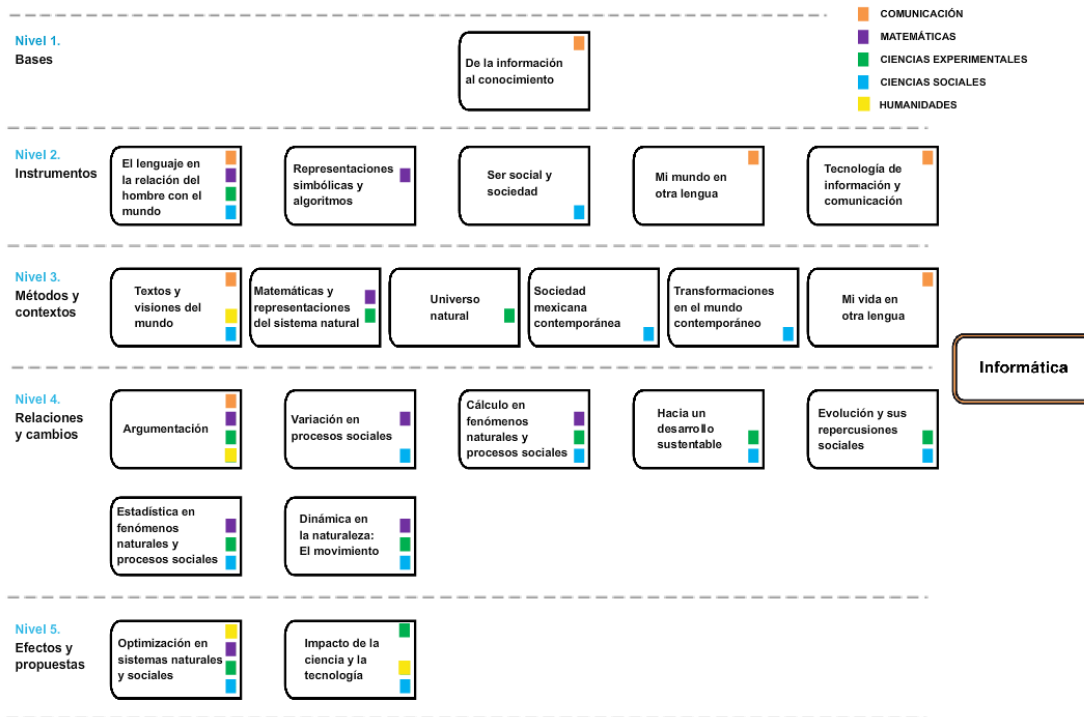 COMUNICACIÓN
MATEMÁTICAS
CIENCIAS EXPERIMENTALES
CIENCIAS SOCIALES
HUMANIDADES
Nivel 1.
Bases
De la información
al conocimiento
Nivel 2.
Instrumentos
El lenguaje en
la relación del
hombre con el
mundo
Representaciones
simbólicas y
algoritmos
Ser social y
sociedad
Mi mundo en
otra lengua
Tecnología de
información y
comunicación
Nivel 3.
Métodos y
contextos
Textos y
visiones del
mundo
Matemáticas y
representaciones
del sistema natural
Universo
natural
Sociedad
mexicana
contemporánea
Transformaciones
en el mundo
contemporáneo
Mi vida en
otra lengua
Informática
Nivel 4.
Relaciones
y cambios
Argumentación
Variación en
procesos sociales
Cálculo en
fenómenos
naturales y
procesos sociales
Hacia un
desarrollo
sustentable
Evolución y sus
repercusiones
sociales
Estadística en
fenómenos
naturales y
procesos sociales
Dinámica en
la naturaleza:
El movimiento
Nivel 5.
Efectos y
propuestas
Optimización en
sistemas naturales
y sociales
Impacto de la
ciencia y la
tecnología